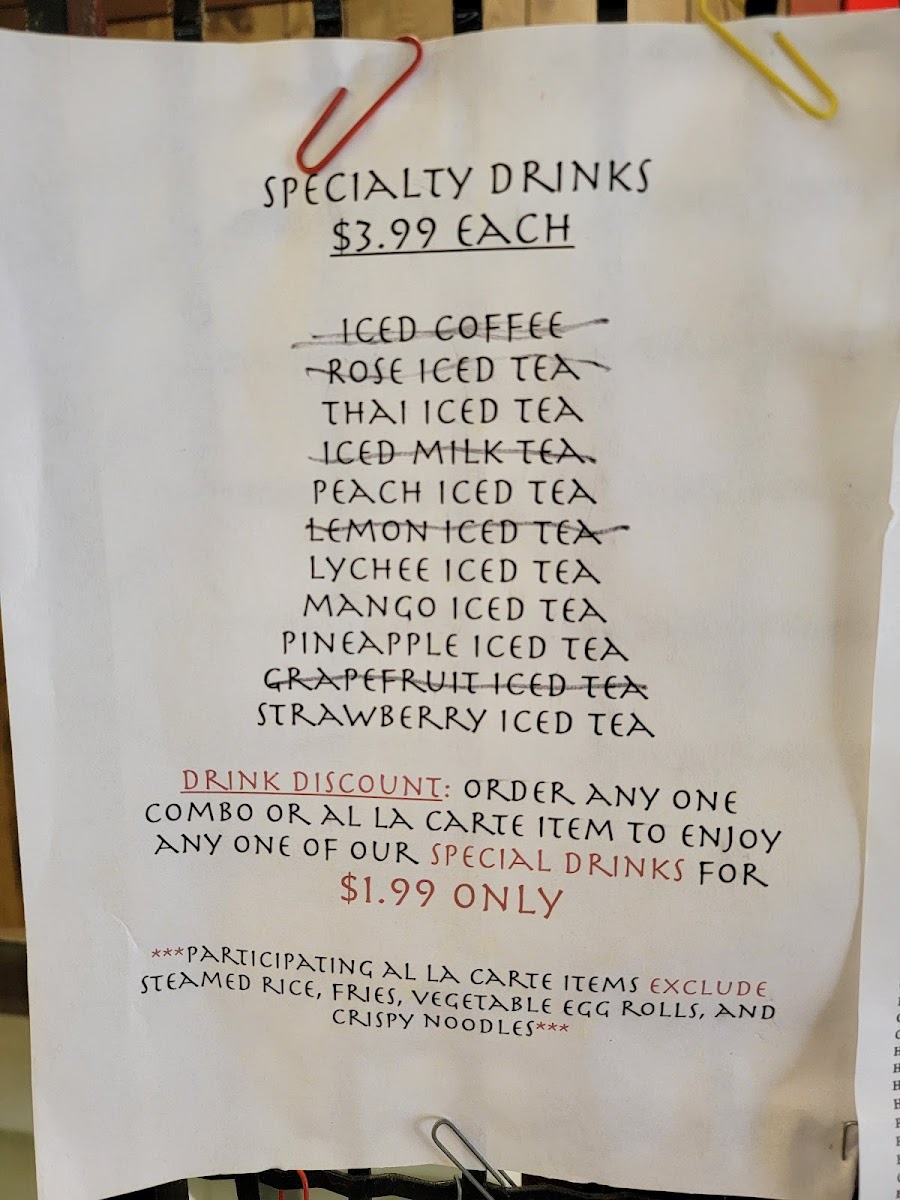 SPECIALTY DRINKS
$3.99 EACH
ICED COFFEE
ROSE ICED TEA
THAI ICED TEA
ICED MILK TEA
PEACH ICED TEA
LEMON ICED TEA
LYCHEE ICED TEA
MANGO ICED TEA
PINEAPPLE ICED TEA
GRAPEFRUIT ICED TEA
STRAWBERRY ICED TEA
DRINK DISCOUNT: ORDER ANY ONE
COMBO OR AL LA CARTE ITEM TO ENJOY
ANY ONE OF OUR SPECIAL DRINKS FOR
$1.99 ONLY
***PARTICIPATING AL LA CARTE ITEMS EXCLUDE
STEAMED RICE, FRIES, VEGETABLE EGG ROLLS, AND
CRISPY NOODLES***